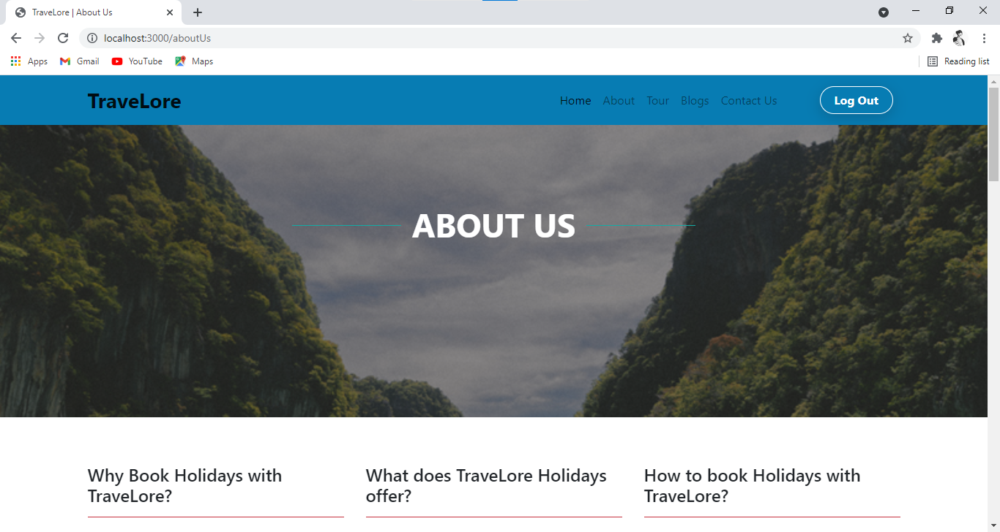 TraveLore | About Us
localhost:3000/aboutUs
Apps Gmail YouTube Maps Reading list
TraveLore Home About Tour Blogs Contact Us Log Out
ABOUT US
Why Book Holidays with
TraveLore?
What does TraveLore Holidays
offer?
How to book Holidays with
TraveLore?